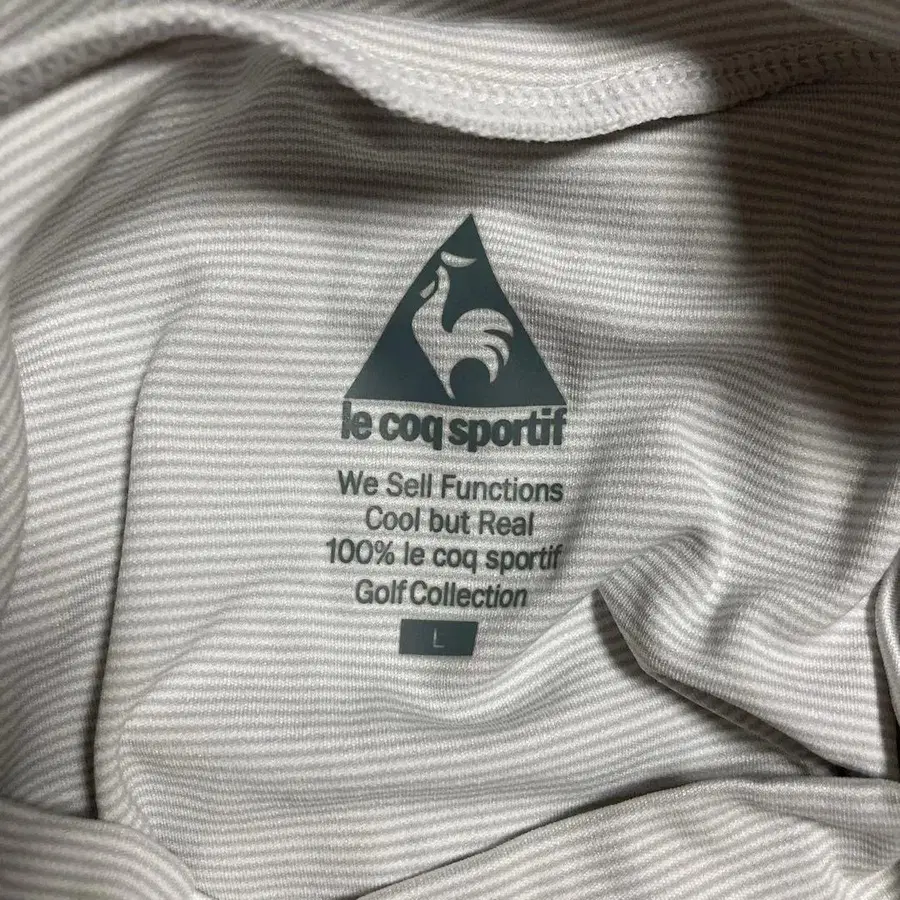 le coq sportif
We Sell Functions
Cool but Real
100% le coq sportif
Golf Collection
L